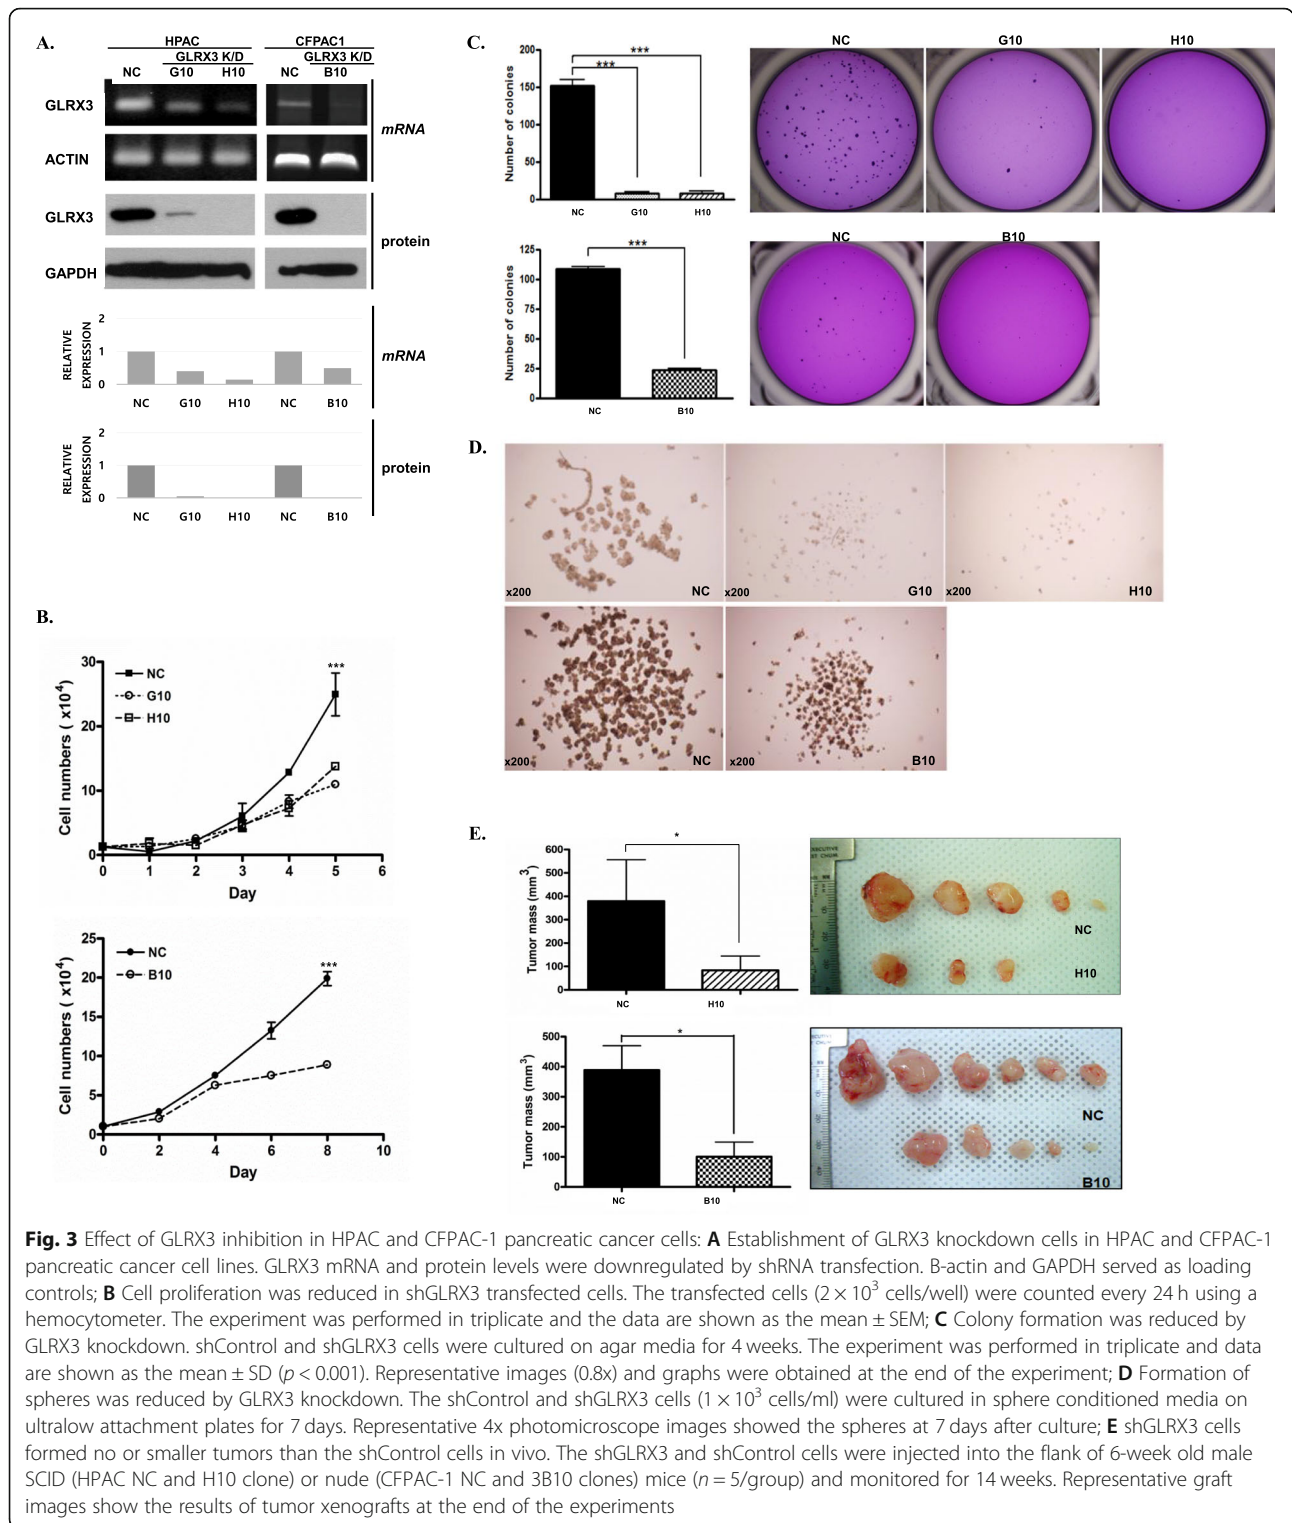 A.
HPAC
CFPAC1
GLRX3 K/D
GLRX3 K/D
NC
G10
H10
NC
B10
GLRX3
ACTIN
mRNA
GLRX3
GAPDH
protein
RELATIVE
EXPRESSION
2
1
0
NC
G10
H10
NC
B10
mRNA
RELATIVE
EXPRESSION
2
1
0
NC
G10
H10
NC
B10
protein
B.
Cell numbers ( x10⁴)
30
20
10
0
NC
G10
H10
***
0
1
2
3
4
5
6
Day
Cell numbers ( x10⁴)
25
20
15
10
5
0
NC
B10
***
0
2
4
6
8
10
Day
C.
Number of colonies
200
150
100
50
0
***
***
NC
G10
H10
NC
G10
H10
Number of colonies
125
100
75
50
25
0
***
NC
B10
NC
B10
D.
x200
NC
x200
G10
x200
H10
x200
NC
x200
B10
E.
Tumor mass (mm³)
600
500
400
300
200
100
0
*
NC
H10
NC
H10
Tumor mass (mm³)
500
400
300
200
100
0
*
NC
B10
NC
B10
Fig. 3 Effect of GLRX3 inhibition in HPAC and CFPAC-1 pancreatic cancer cells: A Establishment of GLRX3 knockdown cells in HPAC and CFPAC-1
pancreatic cancer cell lines. GLRX3 mRNA and protein levels were downregulated by shRNA transfection. B-actin and GAPDH served as loading
controls; B Cell proliferation was reduced in shGLRX3 transfected cells. The transfected cells (2 × 10³ cells/well) were counted every 24 h using a
hemocytometer. The experiment was performed in triplicate and the data are shown as the mean ± SEM; C Colony formation was reduced by
GLRX3 knockdown. shControl and shGLRX3 cells were cultured on agar media for 4 weeks. The experiment was performed in triplicate and data
are shown as the mean ± SD (p < 0.001). Representative images (0.8x) and graphs were obtained at the end of the experiment; D Formation of
spheres was reduced by GLRX3 knockdown. The shControl and shGLRX3 cells (1 × 10³ cells/ml) were cultured in sphere conditioned media on
ultralow attachment plates for 7 days. Representative 4x photomicroscope images showed the spheres at 7 days after culture; E shGLRX3 cells
formed no or smaller tumors than the shControl cells in vivo. The shGLRX3 and shControl cells were injected into the flank of 6-week old male
SCID (HPAC NC and H10 clone) or nude (CFPAC-1 NC and 3B10 clones) mice (n = 5/group) and monitored for 14 weeks. Representative graft
images show the results of tumor xenografts at the end of the experiments